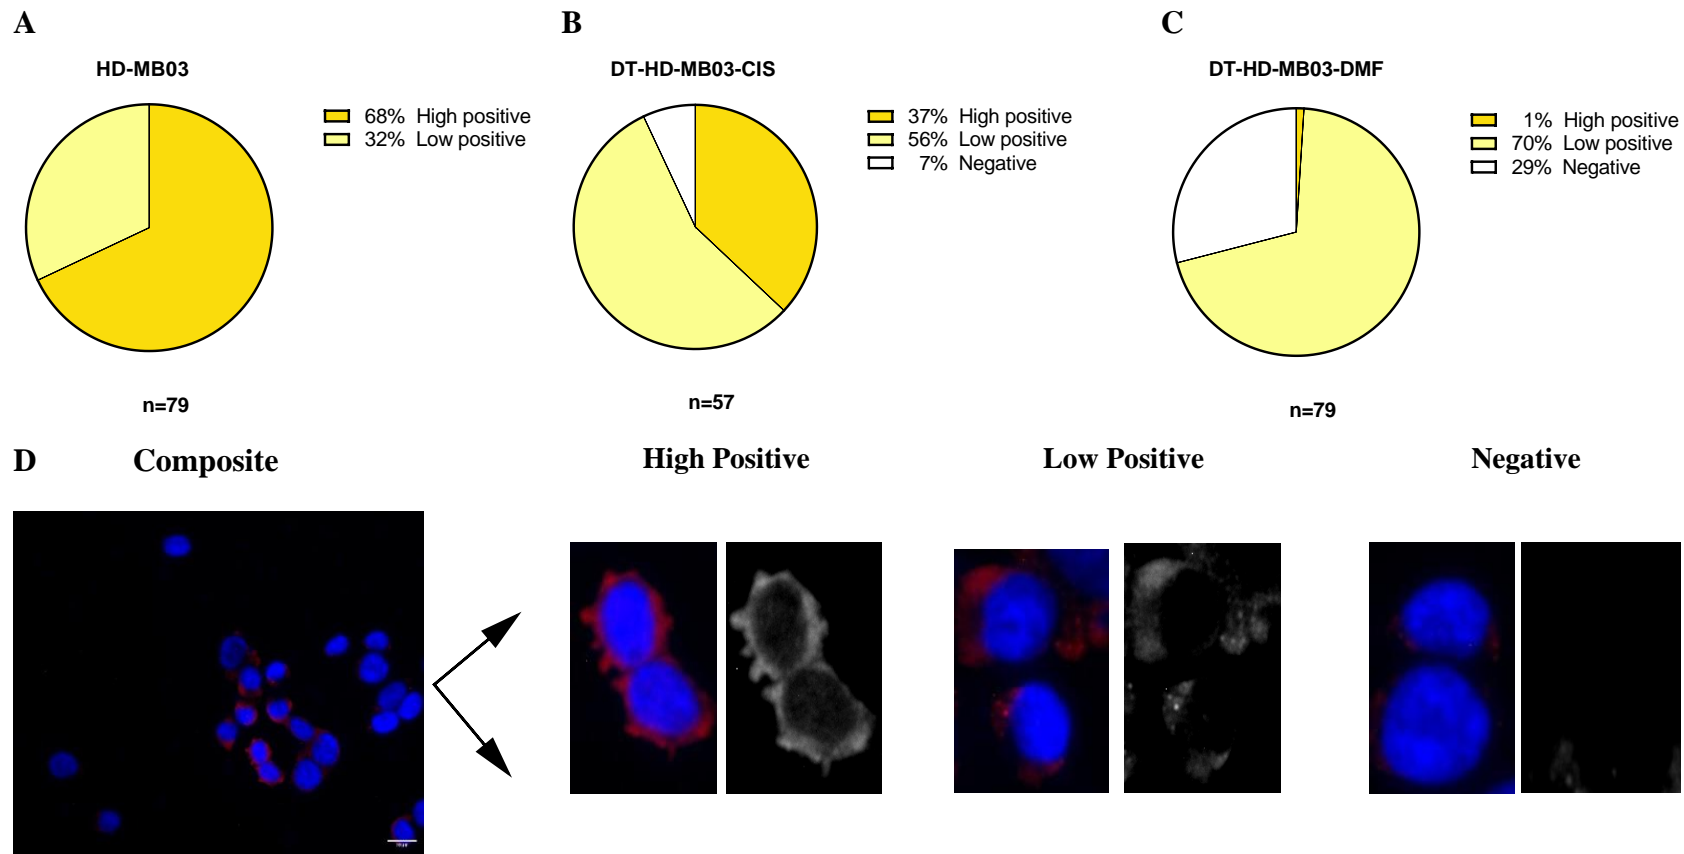 A
B
C
HD-MB03
DT-HD-MB03-CIS
DT-HD-MB03-DMF
68% High positive
32% Low positive
37% High positive
56% Low positive
7% Negative
1% High positive
70% Low positive
29% Negative
n=79
n=57
n=79
D
Composite
High Positive
Low Positive
Negative